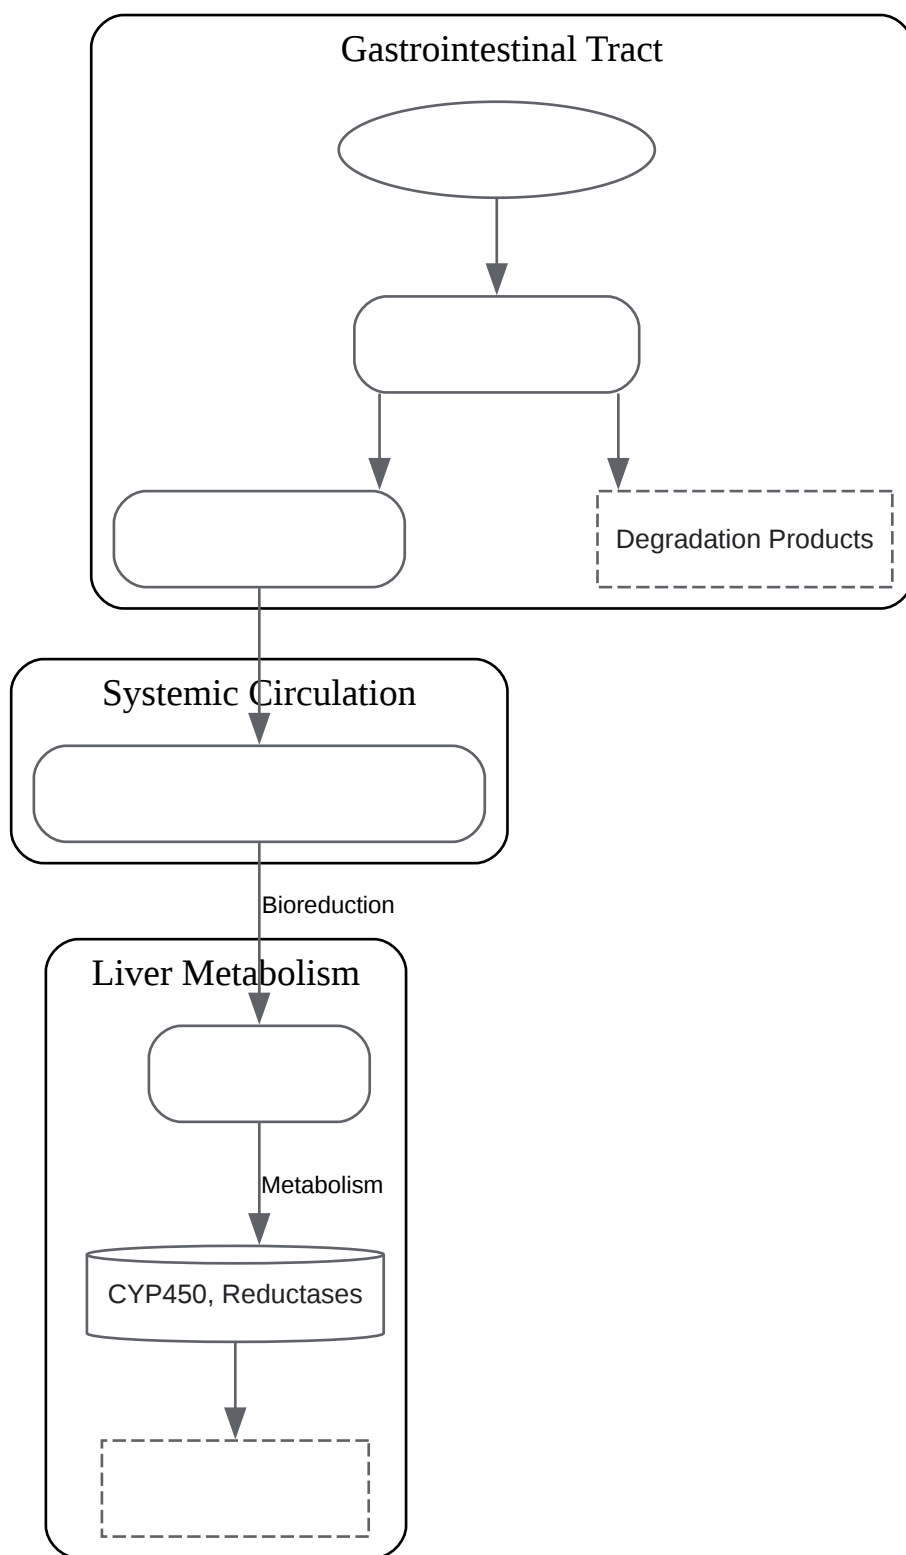 Gastrointestinal Tract
Degradation Products
Systemic Circulation
Bioreduction
Liver Metabolism
Metabolism
CYP450, Reductases